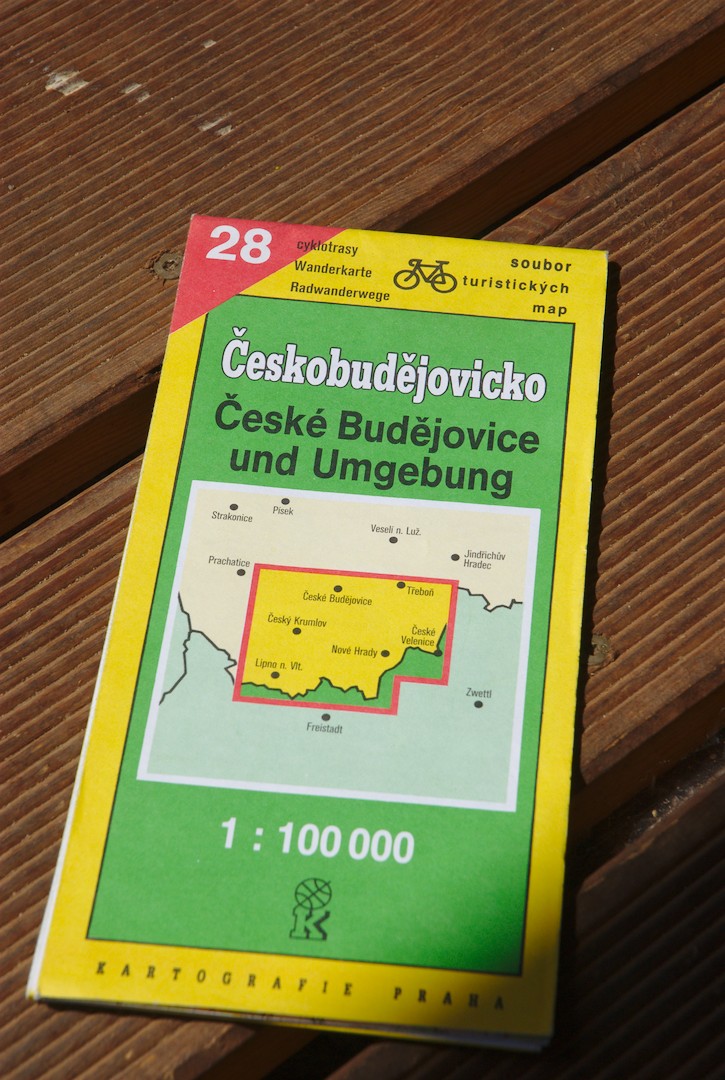 28
cyklotrasy
Wanderkarte
Radwanderwege
soubor
turistických
map
Českobudějovicko
České Budějovice
und Umgebung
Strakonice
Písek
Veselí n. Luž.
Jindřichův
Hradec
Prachatice
České Budějovice
Třeboň
Český Krumlov
České
Velenice
Nové Hrady
Lipno n. Vlt.
Zwettl
Freistadt
1 : 100 000
K
KARTOGRAFIE PRAHA